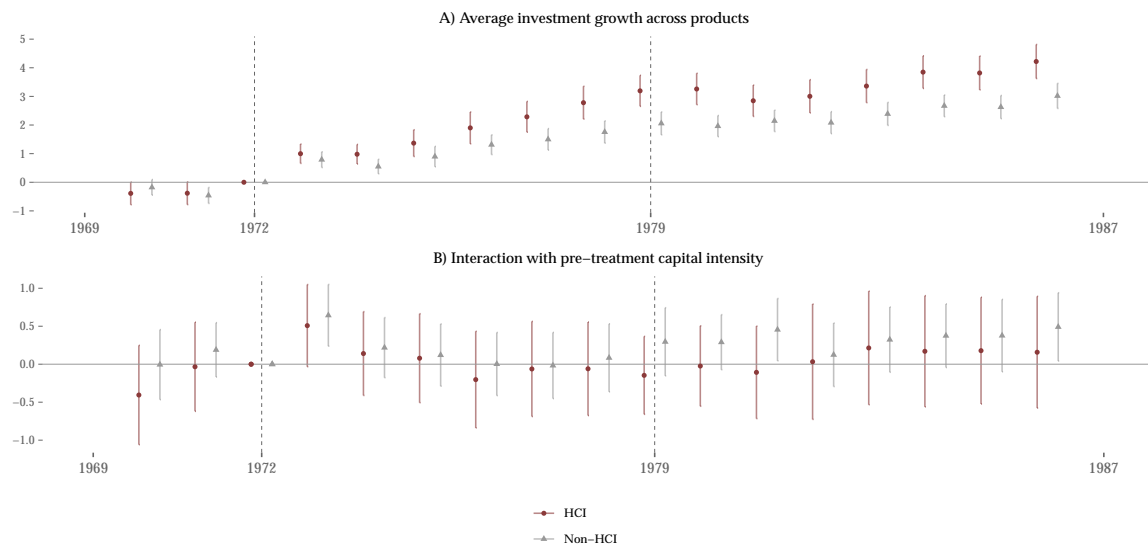 A) Average investment growth across products
5
4
3
2
1
0
−1
1969 1972 1979 1987
B) Interaction with pre−treatment capital intensity
1.0
0.5
0.0
−0.5
−1.0
1969 1972 1979 1987
HCI
Non−HCI